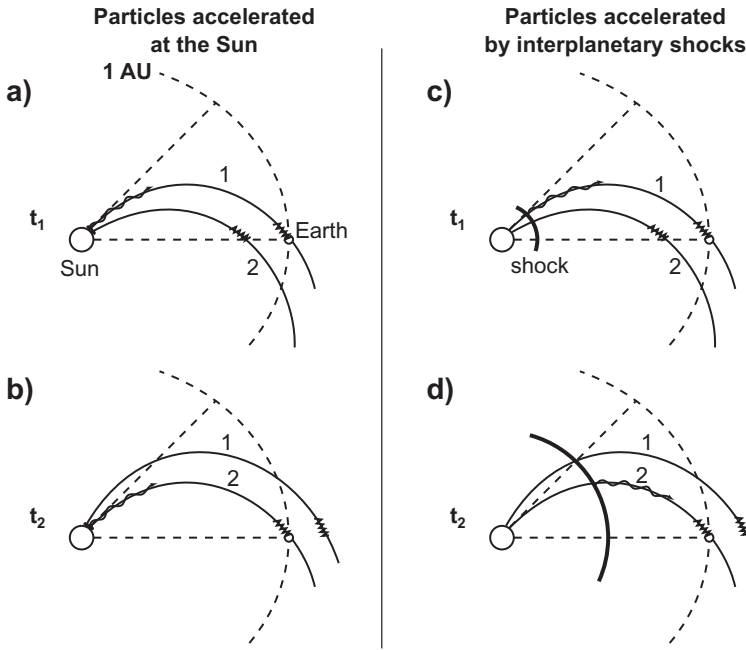 Particles accelerated
at the Sun
Particles accelerated
by interplanetary shocks
1 AU
a)
1
t1
Earth
Sun
2
c)
1
t1
shock
2
b)
1
2
t2
d)
1
2
t2